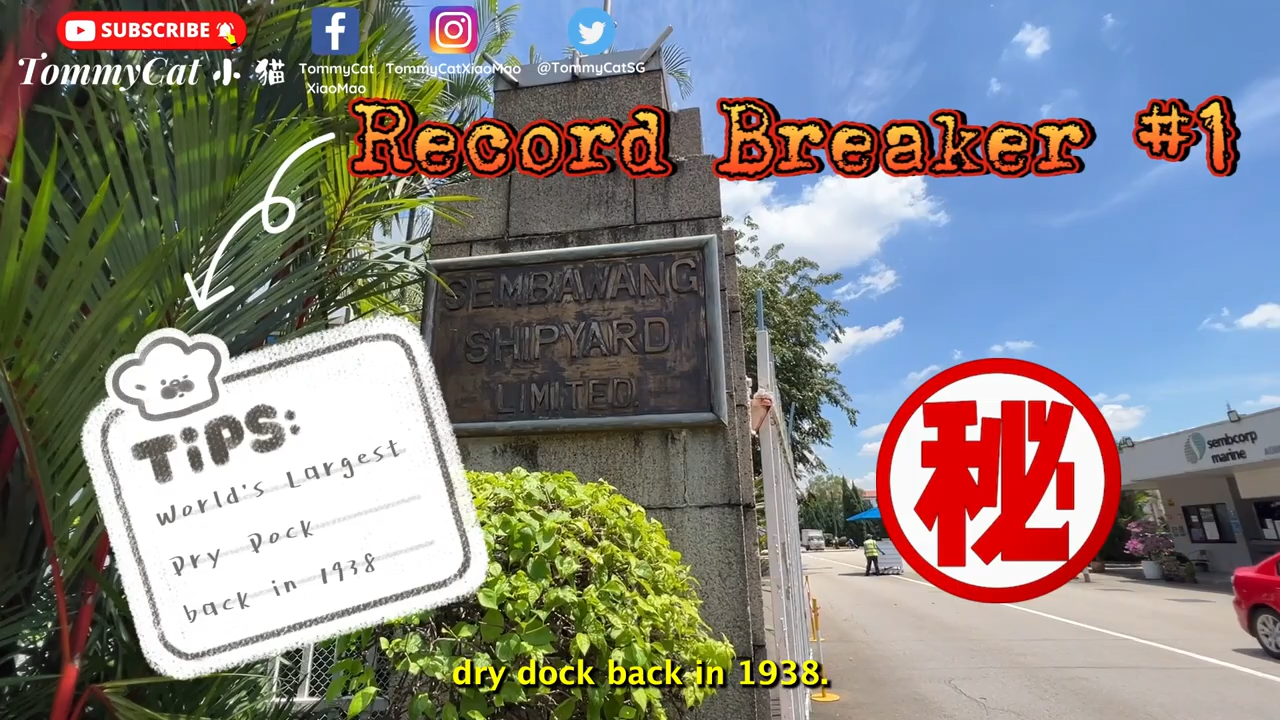 SUBSCRIBE
TommyCat 小 猫
TommyCat
XiaoMao
TommyCatXiaoMao
@TommyCatSG
Record Breaker #1
SEMBAWANG
SHIPYARD
LIMITED
TiPS:
World's Largest
Dry Dock
back in 1938
秘
sembcorp
marine
dry dock back in 1938.